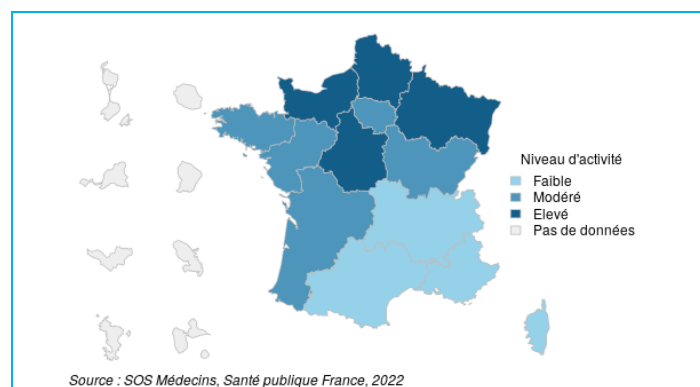 Niveau d'activité
Faible
Modéré
Elevé
Pas de données
Source : SOS Médecins, Santé publique France, 2022